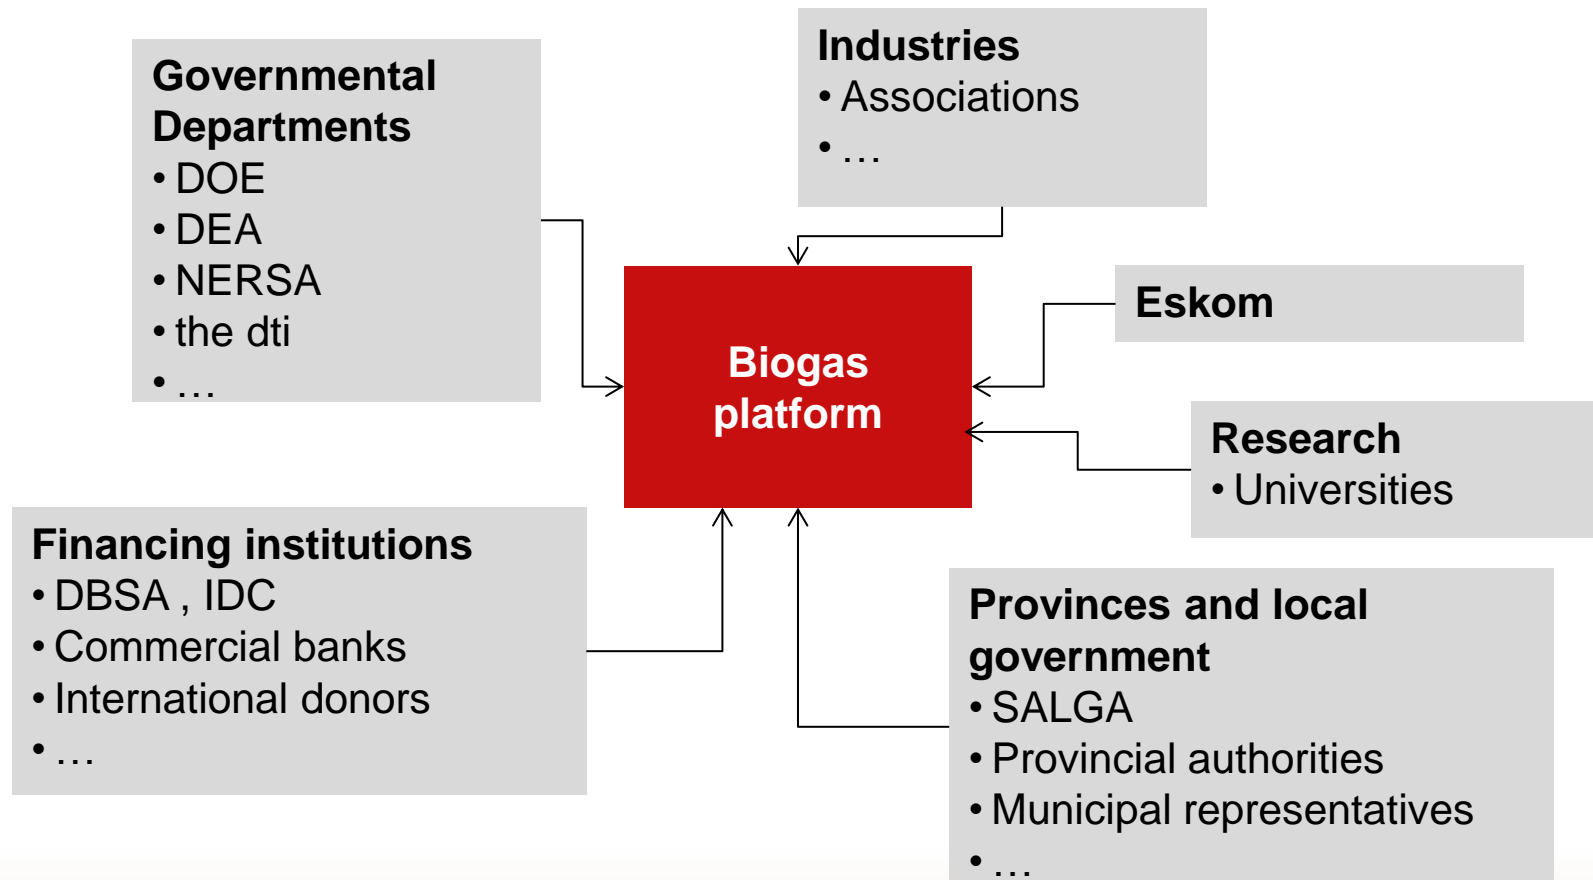 Governmental
Departments
• DOE
• DEA
• NERSA
• the dti
• …
Industries
• Associations
• …
Biogas
platform
Eskom
Research
• Universities
Financing institutions
• DBSA , IDC
• Commercial banks
• International donors
• …
Provinces and local
government
• SALGA
• Provincial authorities
• Municipal representatives
• …